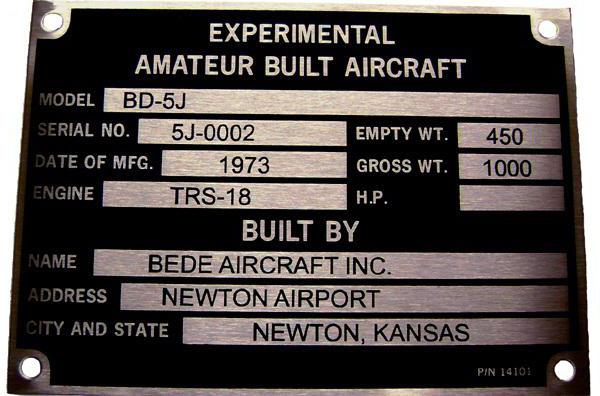 EXPERIMENTAL
AMATEUR BUILT AIRCRAFT
MODEL BD-5J
SERIAL NO. 5J-0002 EMPTY WT. 450
DATE OF MFG. 1973 GROSS WT. 1000
ENGINE TRS-18 H.P.
BUILT BY
NAME BEDE AIRCRAFT INC.
ADDRESS NEWTON AIRPORT
CITY AND STATE NEWTON, KANSAS
P/N 14101